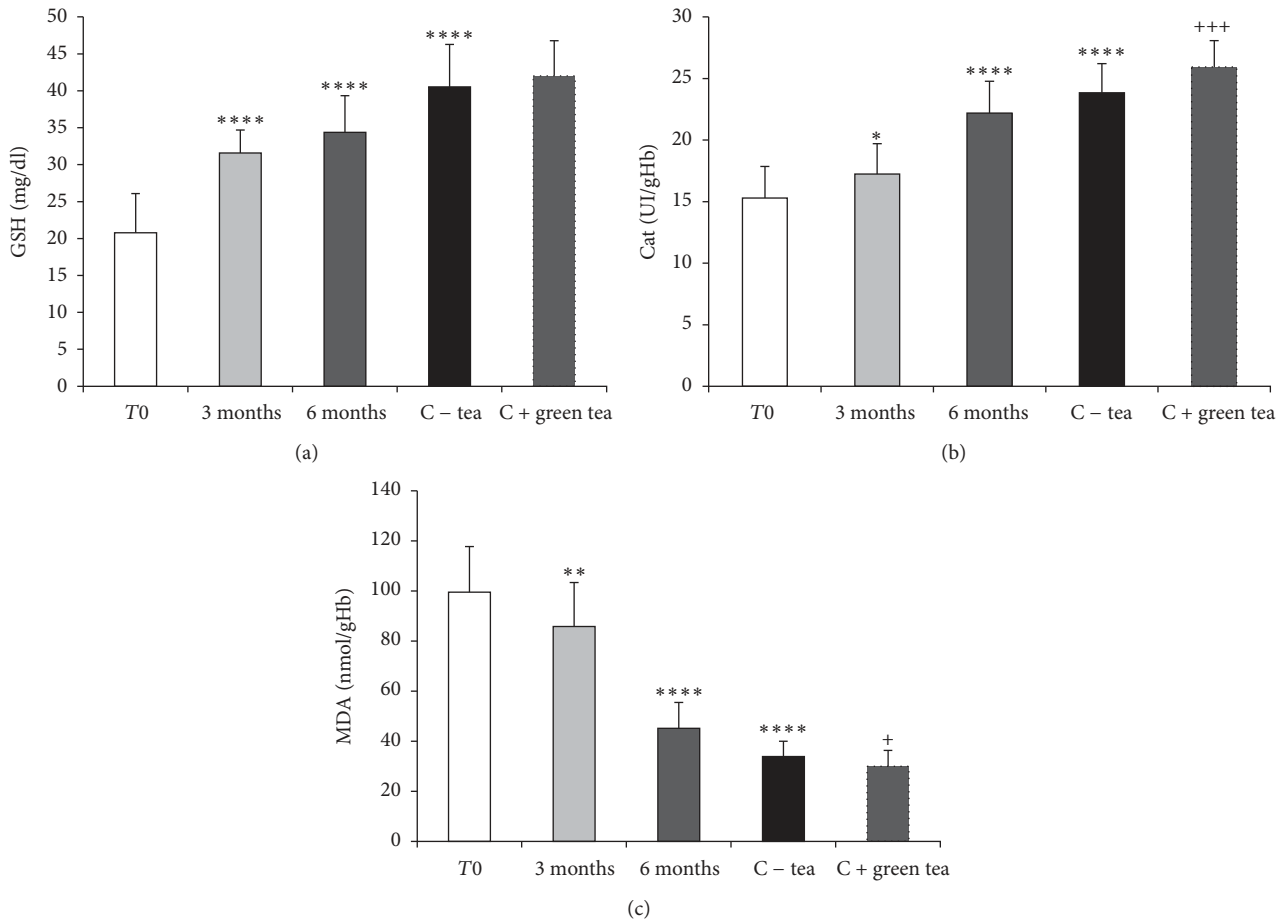 GSH (mg/dl)
50
45
40
35
30
25
20
15
10
5
0
****
****
****
T0
3 months
6 months
C − tea
C + green tea
(a)
Cat (UI/gHb)
30
25
20
15
10
5
0
*
****
****
+++
T0
3 months
6 months
C − tea
C + green tea
(b)
MDA (nmol/gHb)
140
120
100
80
60
40
20
0
**
****
****
+
T0
3 months
6 months
C − tea
C + green tea
(c)